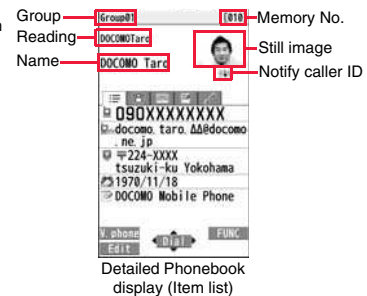 Group
Reading
Name
Group01
[010
DOCOMOTaro
DOCOMO Taro
Memory No.
Still image
Notify caller ID
090XXXXXXXX
docomo.taro.ΔΔ@docomo
.ne.jp
〒224-XXXX
tsuzuki-ku Yokohama
1970/11/18
DOCOMO Mobile Phone
V.phone
Dial
FUNC
Edit
Detailed Phonebook
display (Item list)